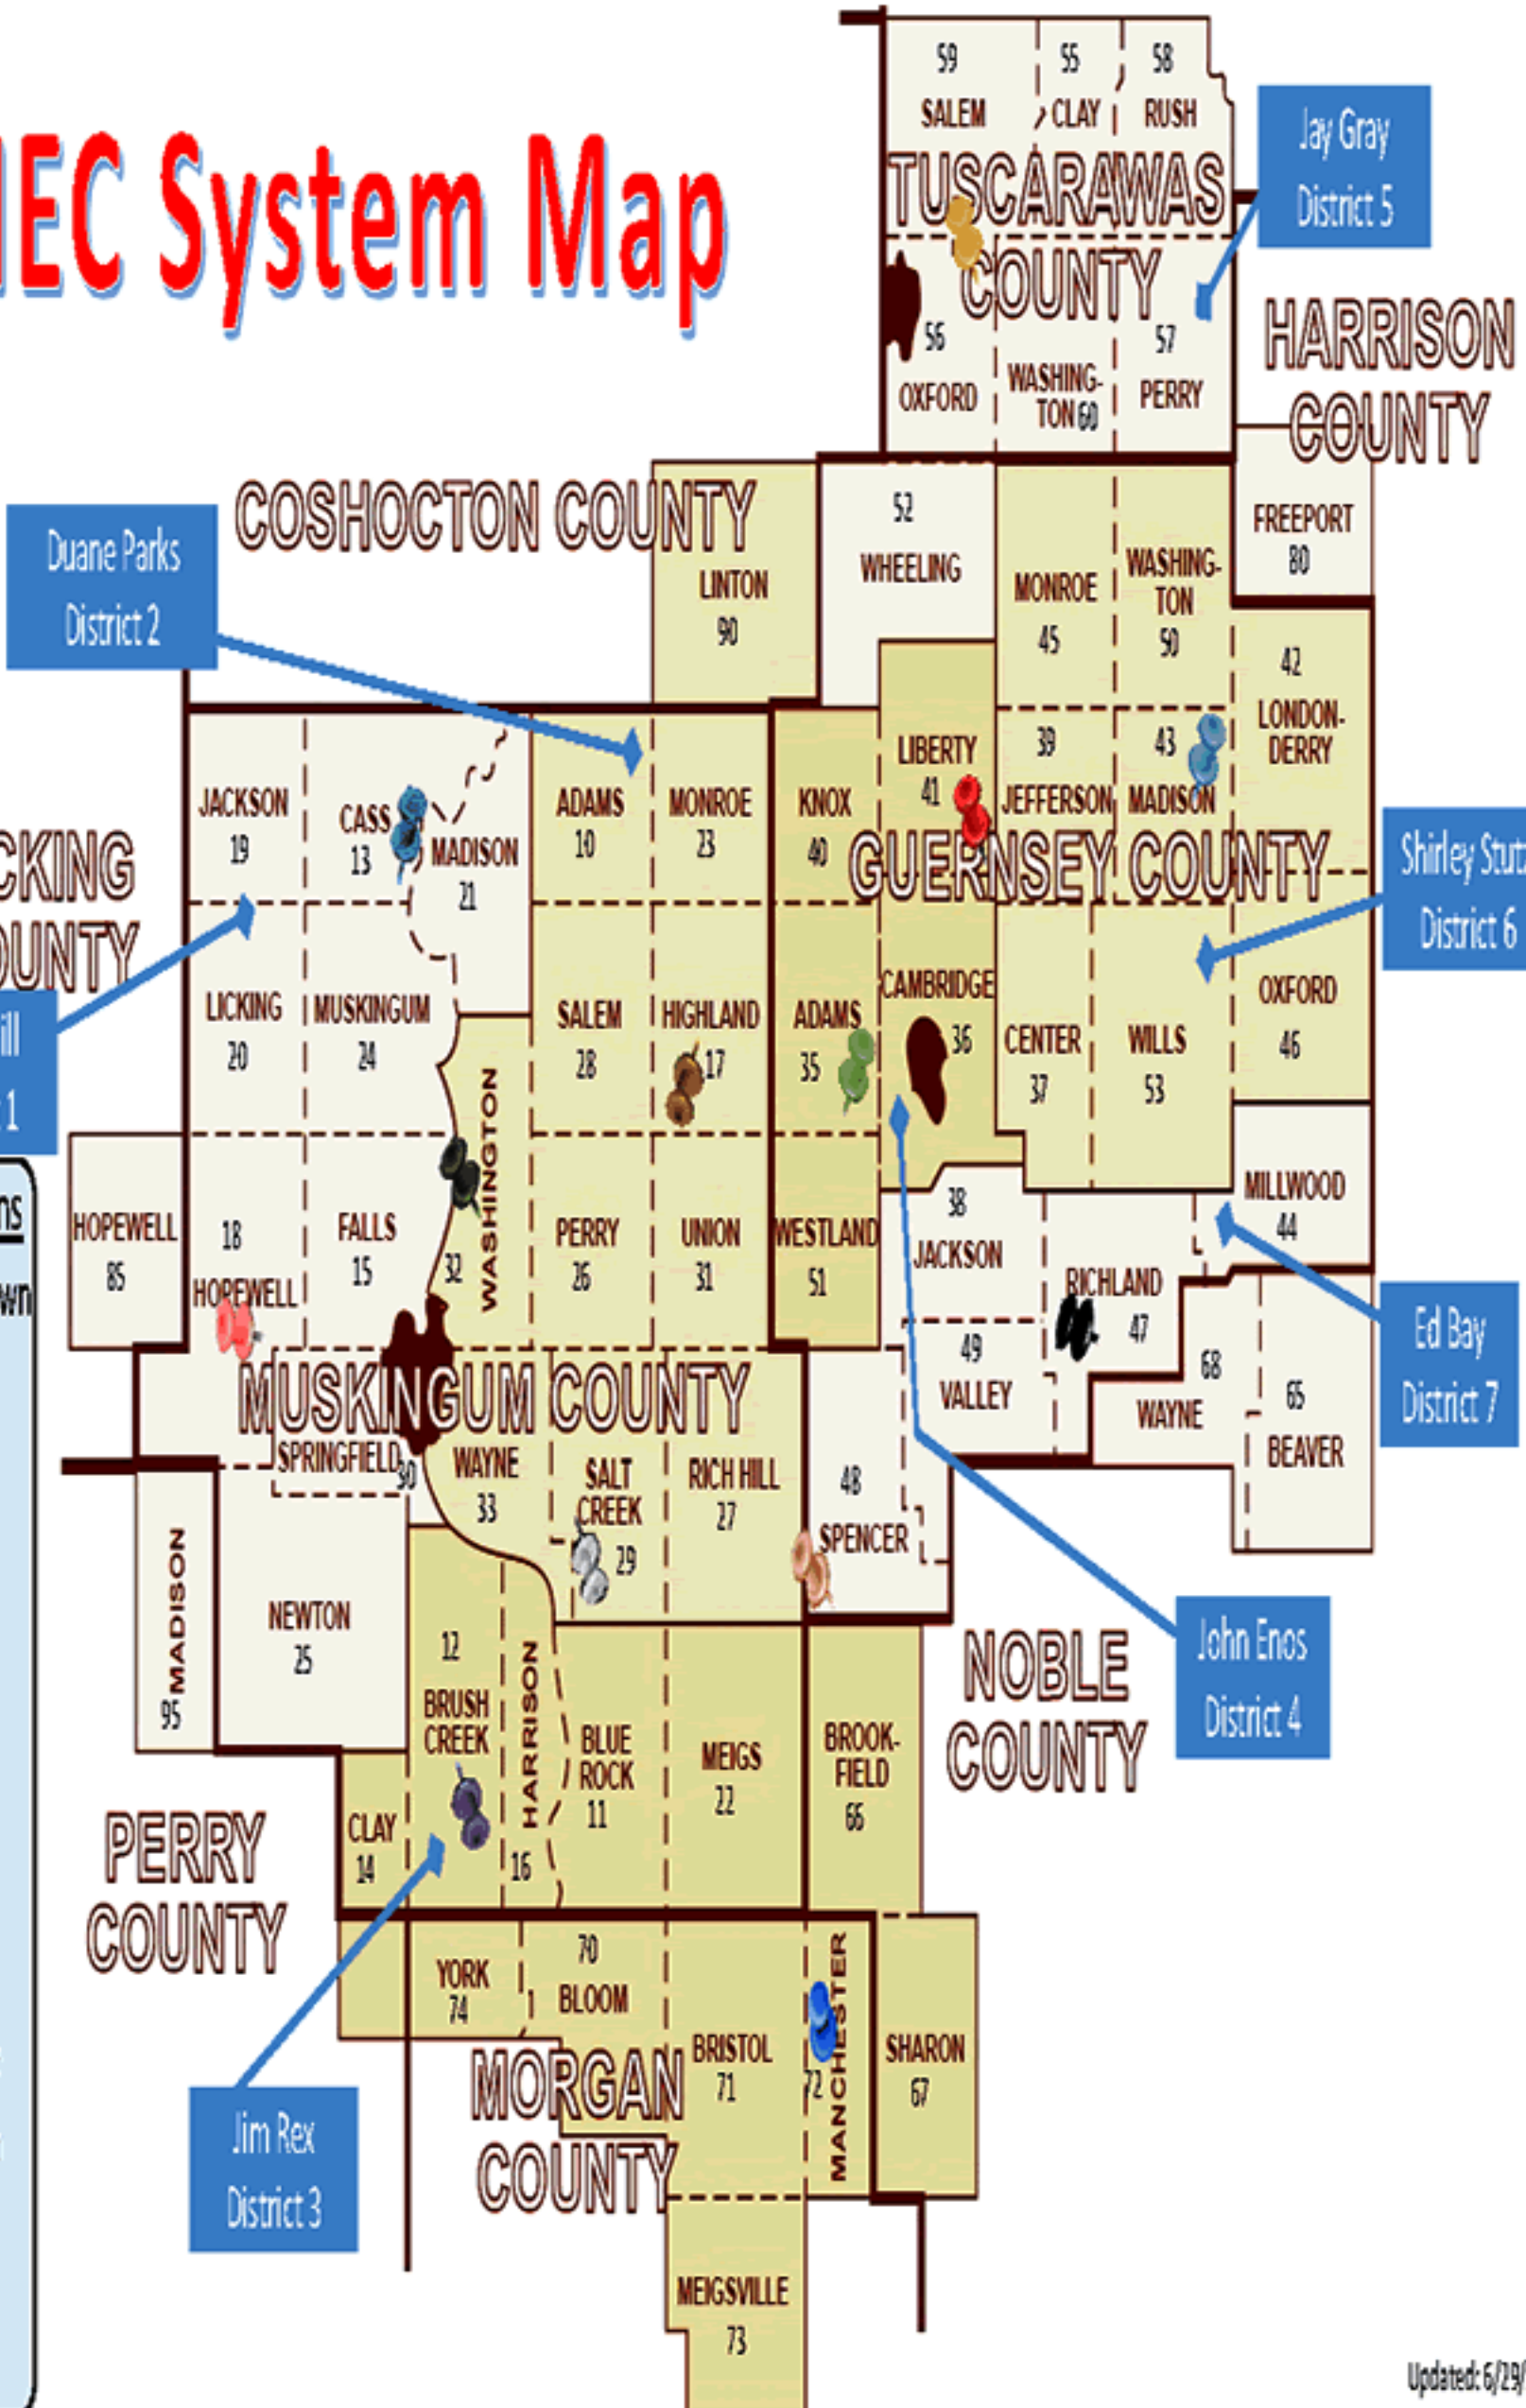 59
55
58
SALEM
CLAY
RUSH
Jay Gray
District 5
TUSCARAWAS
COUNTY
IEC System Map
56
OXFORD
WASHING-
TON 60
57
PERRY
HARRISON
COUNTY
COSHOCTON COUNTY
Duane Parks
District 2
LINTON
90
52
WHEELING
MONROE
45
WASHING-
TON
50
FREEPORT
80
42
LONDON-
DERRY
JACKSON
19
CASS
13
MADISON
21
ADAMS
10
MONROE
23
KNOX
40
LIBERTY
41
39
JEFFERSON
43
MADISON
GUERNSEY COUNTY
CKING
OUNTY
Shirley Stut
District 6
LICKING
20
MUSKINGUM
24
SALEM
28
HIGHLAND
17
ADAMS
35
CAMBRIDGE
36
CENTER
37
WILLS
53
OXFORD
46
ill
1
ns
wn
HOPEWELL
85
18
HOPEWELL
FALLS
15
32
WASHINGTON
PERRY
26
UNION
31
WESTLAND
51
38
JACKSON
RICHLAND
47
MILLWOOD
44
Ed Bay
District 7
MUSKINGUM COUNTY
49
VALLEY
68
WAYNE
65
BEAVER
SPRINGFIELD
30
WAYNE
33
SALT
CREEK
29
RICH HILL
27
48
SPENCER
MADISON
95
NEWTON
25
12
BRUSH
CREEK
HARRISON
16
BLUE
ROCK
11
MEIGS
22
BROOK-
FIELD
66
NOBLE
COUNTY
John Enos
District 4
PERRY
COUNTY
CLAY
14
YORK
74
70
BLOOM
BRISTOL
71
72
MANCHESTER
SHARON
67
MORGAN
COUNTY
Jim Rex
District 3
MEIGSVILLE
73
Updated: 6/29/